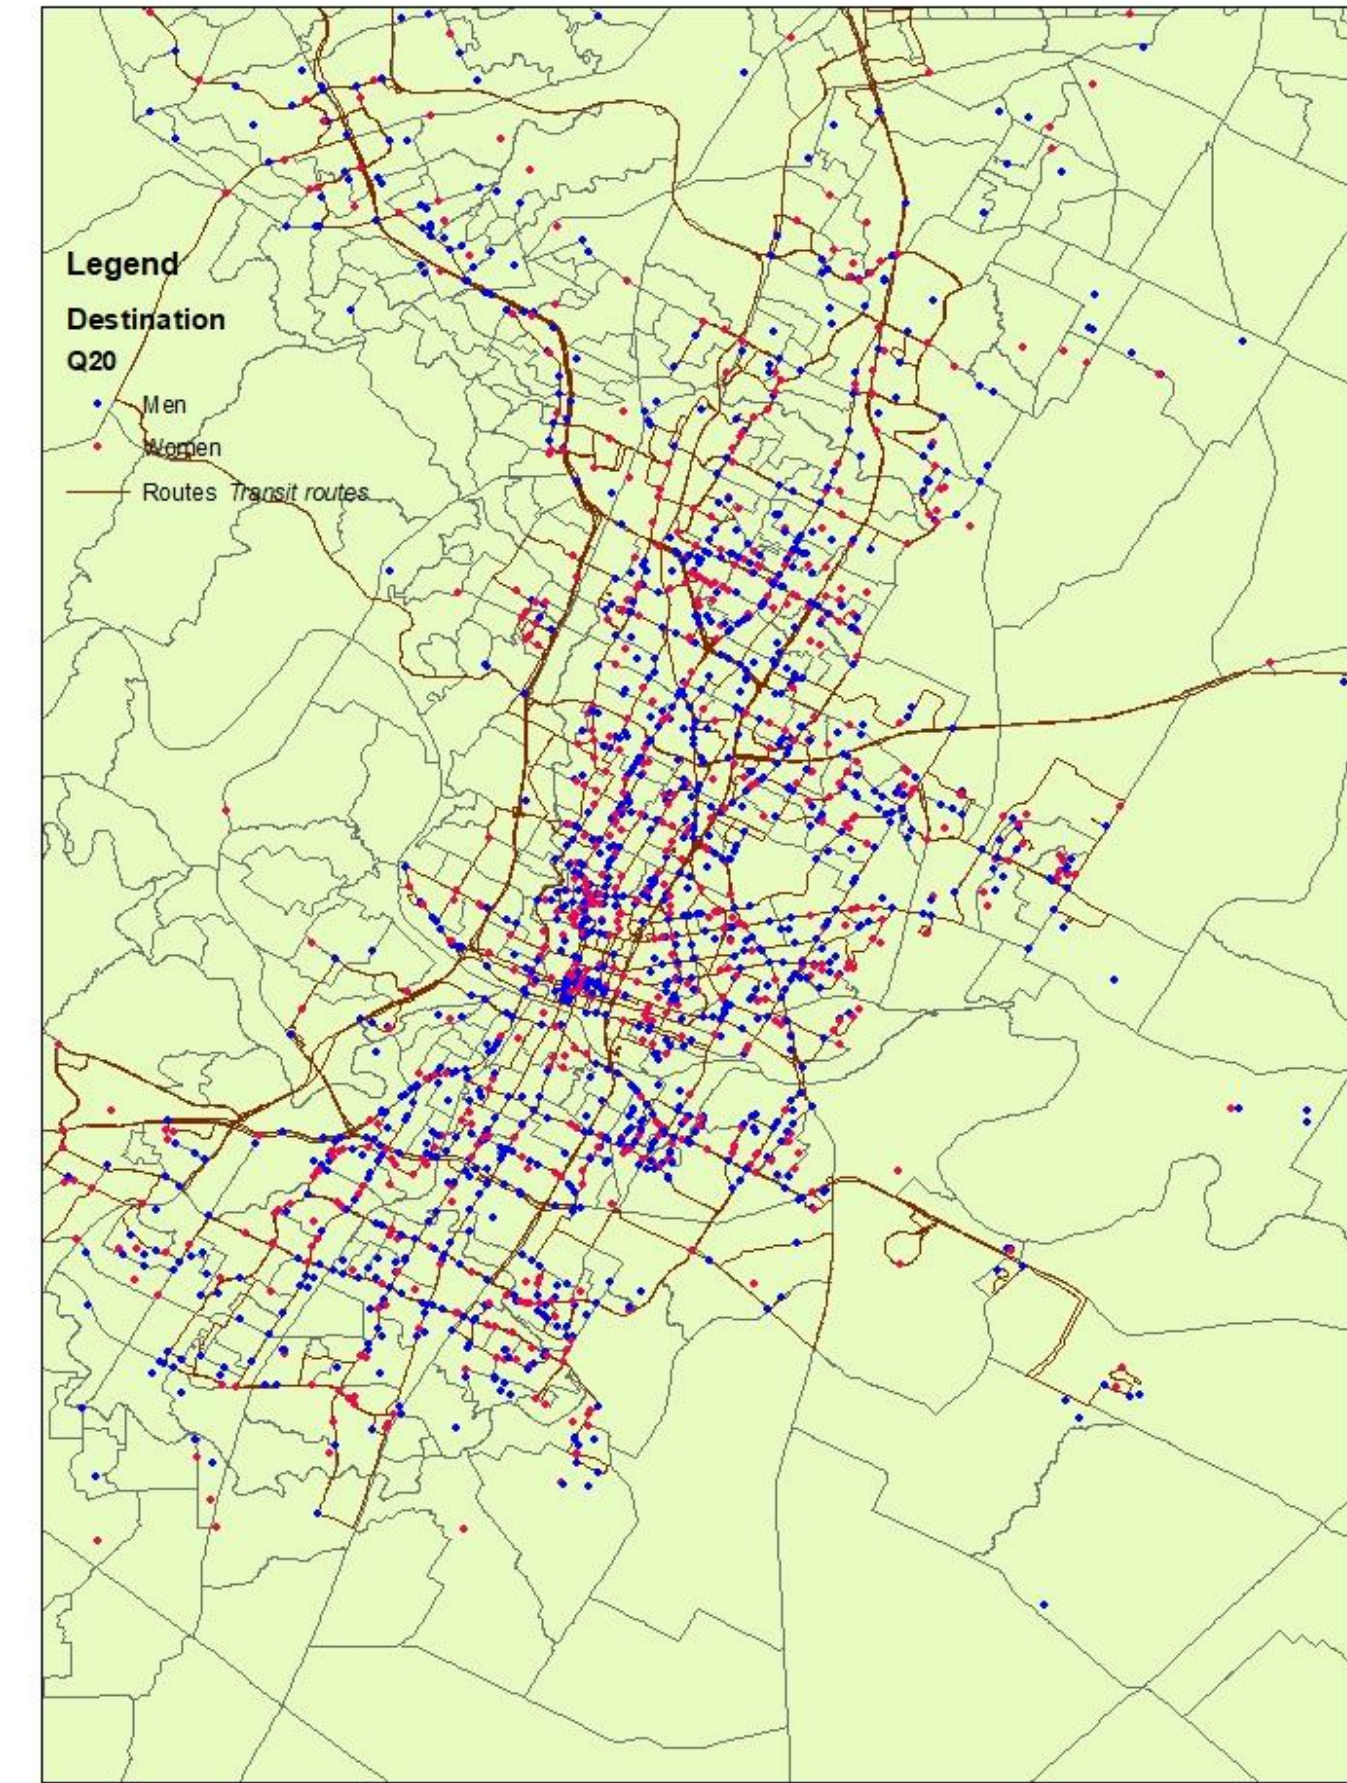 Legend
Destination
Q20
Men
Women
Routes Transit routes